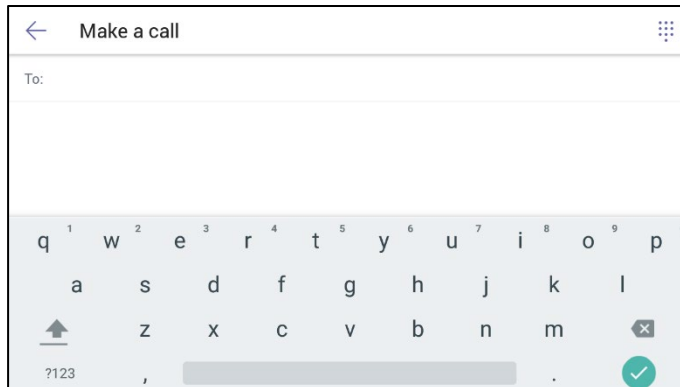 Make a call
To:
1 2 3 4 5 6 7 8 9
q w e r t y u i o p
a s d f g h j k l
z x c v b n m
?123 , .